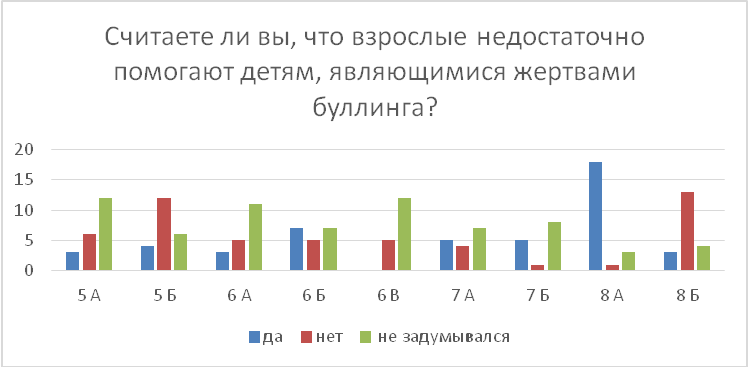 Считаете ли вы, что взрослые недостаточно
помогают детям, являющимися жертвами
буллинга?
20
15
10
5
0
5 А 5 Б 6 А 6 Б 6 В 7 А 7 Б 8 А 8 Б
да нет не задумывался